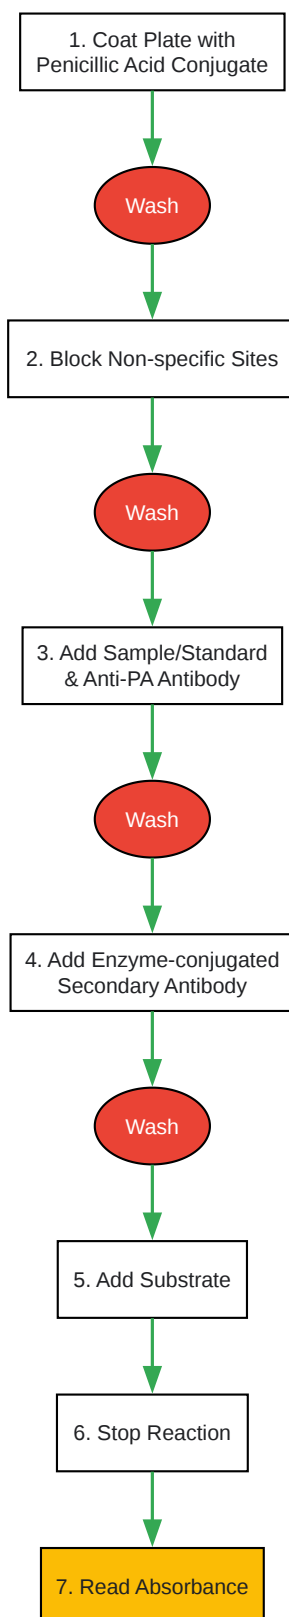 1. Coat Plate with
Penicillic Acid Conjugate
Wash
2. Block Non-specific Sites
Wash
3. Add Sample/Standard
& Anti-PA Antibody
Wash
4. Add Enzyme-conjugated
Secondary Antibody
Wash
5. Add Substrate
6. Stop Reaction
7. Read Absorbance